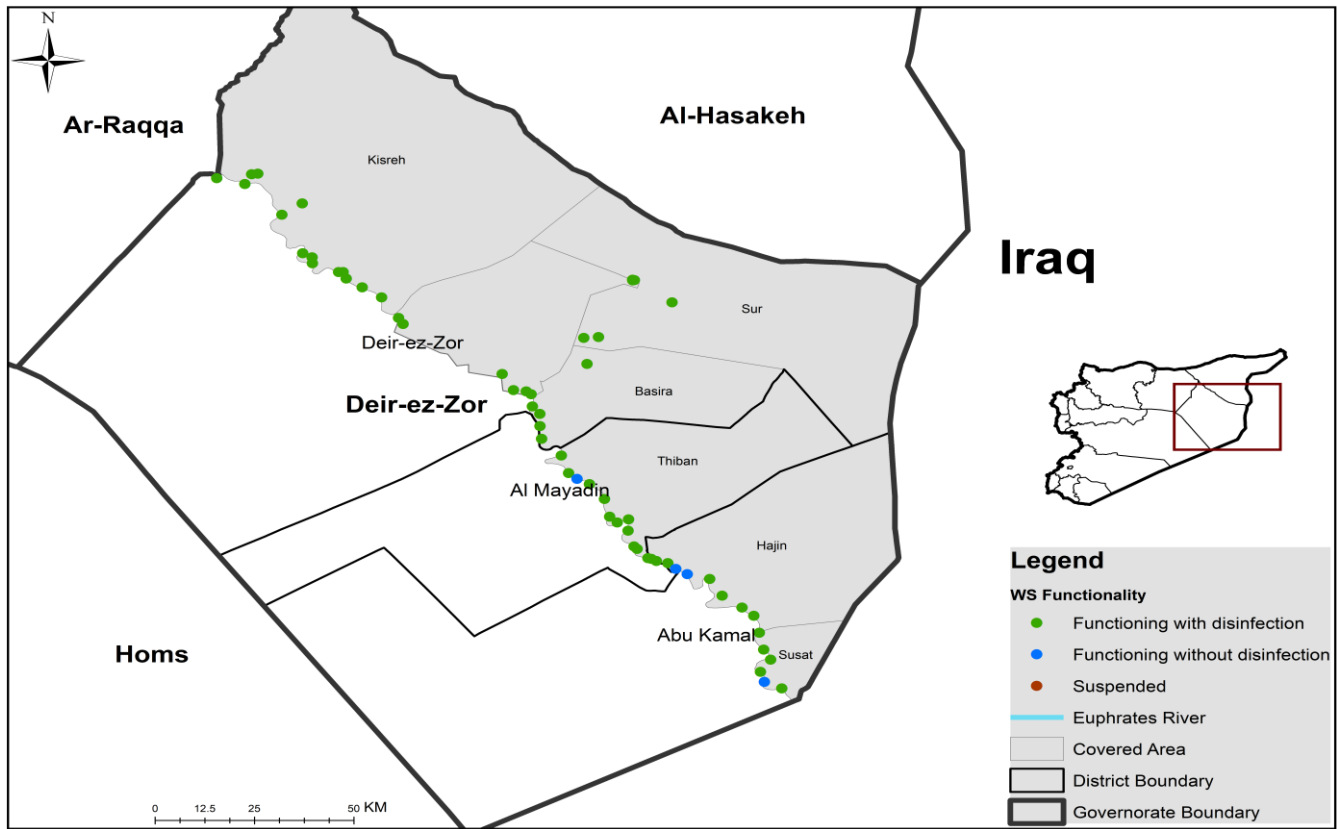 N
Ar-Raqqa
Al-Hasakeh
Kisreh
Iraq
Sur
Deir-ez-Zor
Basira
Deir-ez-Zor
Thiban
Al Mayadin
Hajin
Abu Kamal
Susat
Homs
Legend
WS Functionality
Functioning with disinfection
Functioning without disinfection
Suspended
Euphrates River
Covered Area
District Boundary
Governorate Boundary
0 12.5 25 50 KM